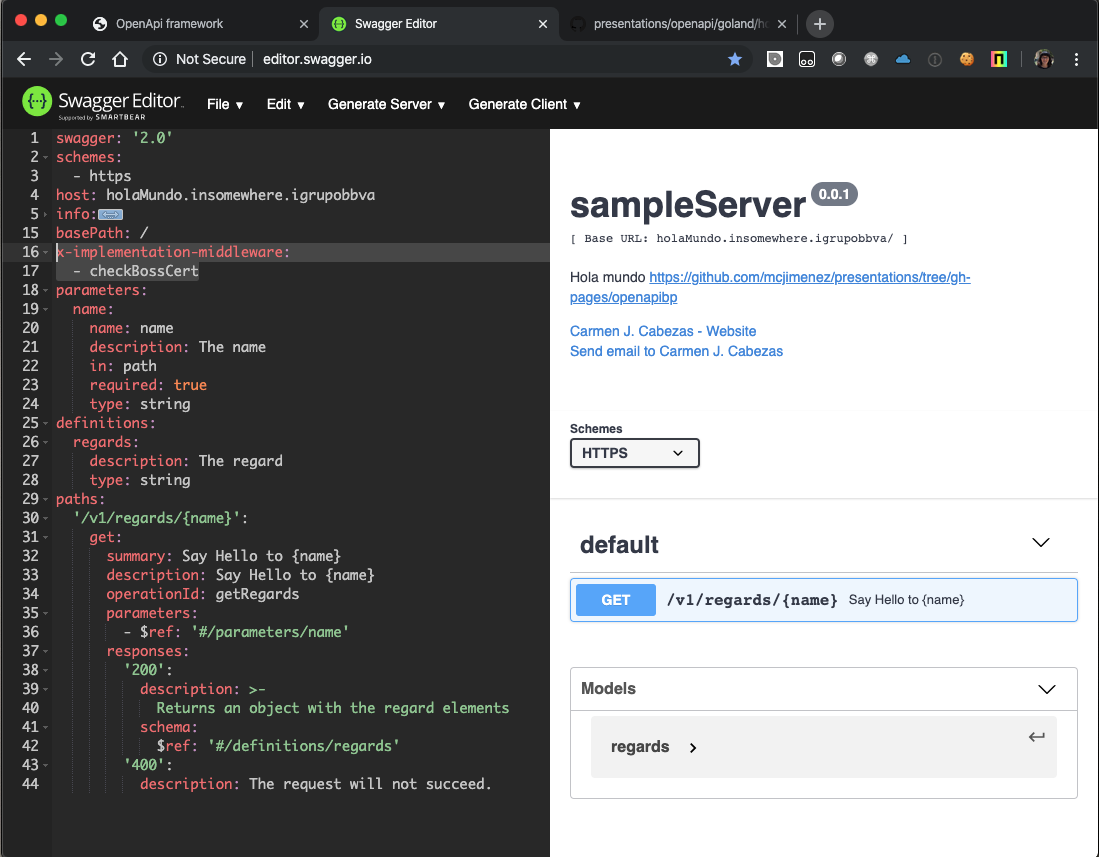 OpenApi framework
Swagger Editor
presentations/openapi/goland/h
Not Secure
editor.swagger.io
Swagger Editor
Supported by SMARTBEAR
File ▾
Edit ▾
Generate Server ▾
Generate Client ▾
1 swagger: '2.0'
2 schemes:
3 - https
4 host: holaMundo.insomewhere.igrupobbva
5 info:
15 basePath: /
16 x-implementation-middleware:
17 - checkBossCert
18 parameters:
19 name:
20 name: name
21 description: The name
22 in: path
23 required: true
24 type: string
25 definitions:
26 regards:
27 description: The regard
28 type: string
29 paths:
30 '/v1/regards/{name}':
31 get:
32 summary: Say Hello to {name}
33 description: Say Hello to {name}
34 operationId: getRegards
35 parameters:
36 - $ref: '#/parameters/name'
37 responses:
38 '200':
39 description: >-
40 Returns an object with the regard elements
41 schema:
42 $ref: '#/definitions/regards'
43 '400':
44 description: The request will not succeed.
sampleServer 0.0.1
[ Base URL: holaMundo.insomewhere.igrupobbva/ ]
Hola mundo https://github.com/mcjimenez/presentations/tree/gh-
pages/openapibp
Carmen J. Cabezas - Website
Send email to Carmen J. Cabezas
Schemes
HTTPS
default
GET /v1/regards/{name} Say Hello to {name}
Models
regards